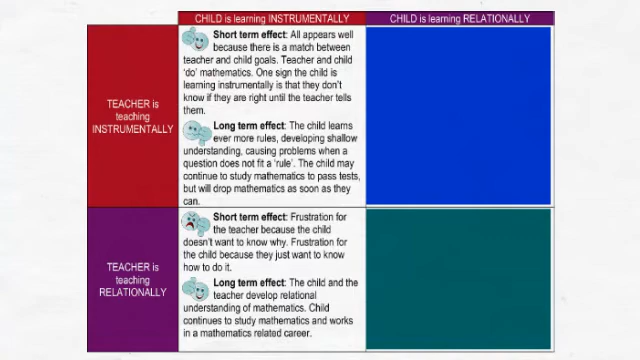 CHILD is learning INSTRUMENTALLY
CHILD is learning RELATIONALLY
TEACHER is
teaching
INSTRUMENTALLY
Short term effect: All appears well
because there is a match between
teacher and child goals. Teacher and child
'do' mathematics. One sign the child is
learning instrumentally is that they don't
know if they are right until the teacher tells
them.
Long term effect: The child learns
ever more rules, developing shallow
understanding, causing problems when a
question does not fit a 'rule'. The child may
continue to study mathematics to pass tests,
but will drop mathematics as soon as they
can.
TEACHER is
teaching
RELATIONALLY
Short term effect: Frustration for
the teacher because the child
doesn't want to know why. Frustration for
the child because they just want to know
how to do it.
Long term effect: The child and the
teacher develop relational
understanding of mathematics. Child
continues to study mathematics and works
in a mathematics related career.